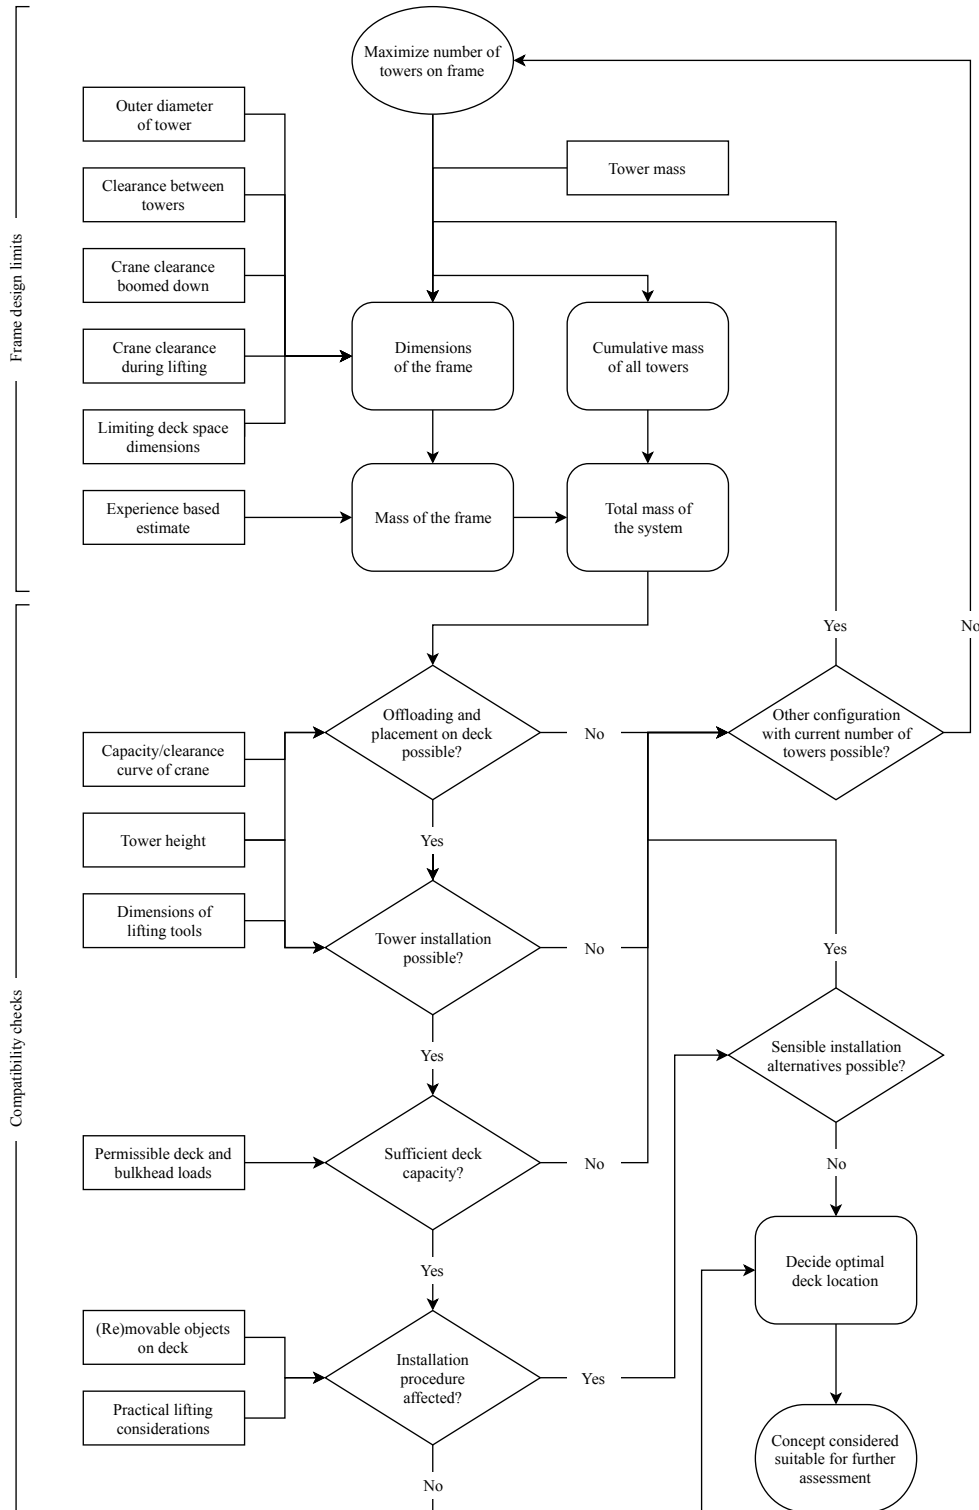 Maximize number of
towers on frame
Outer diameter
of tower
Tower mass
Clearance between
towers
Crane clearance
boomed down
Frame design limits
Dimensions
of the frame
Cumulative mass
of all towers
Crane clearance
during lifting
Limiting deck space
dimensions
Experience based
estimate
Mass of the frame
Total mass of
the system
Yes
No
Offloading and
placement on deck
possible?
No
Other configuration
with current number of
towers possible?
Capacity/clearance
curve of crane
Tower height
Yes
Dimensions of
lifting tools
Tower installation
possible?
No
Yes
Compatibility checks
Yes
Sensible installation
alternatives possible?
Permissible deck and
bulkhead loads
Sufficient deck
capacity?
No
No
Yes
Decide optimal
deck location
(Re)movable objects
on deck
Installation
procedure
affected?
Yes
Practical lifting
considerations
Concept considered
suitable for further
assessment
No